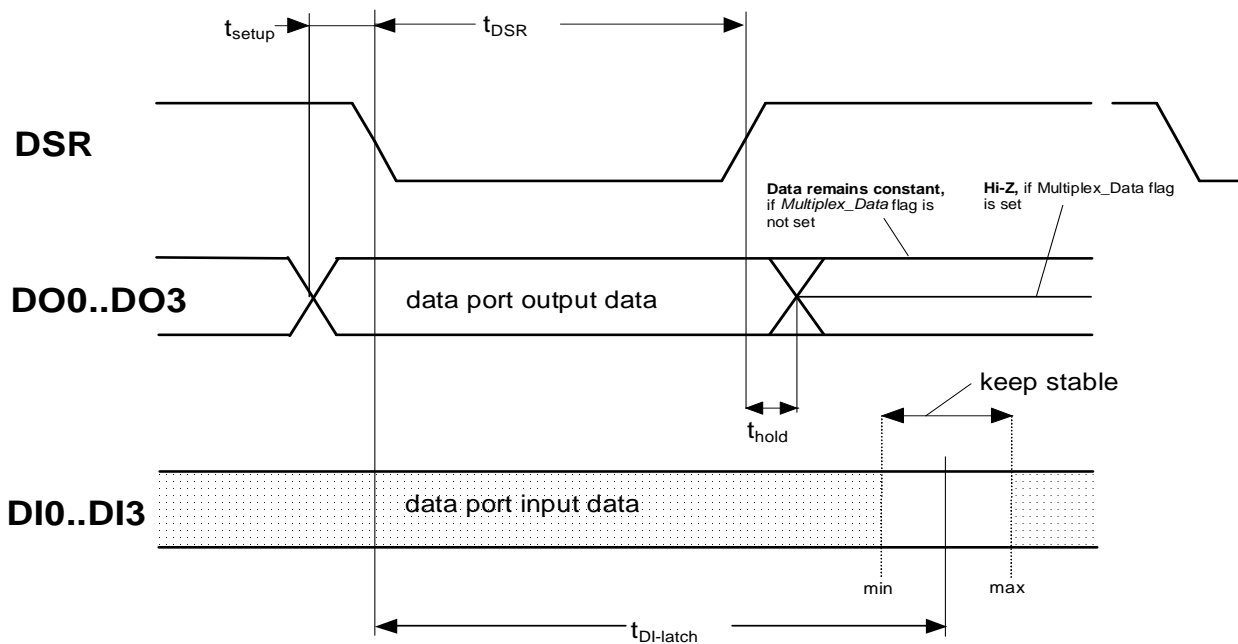 tsetup
tDSR
DSR
Data remains constant,
if Multiplex_Data flag is
not set
Hi-Z, if Multiplex_Data flag
is set
DO0..DO3
data port output data
keep stable
thold
DI0..DI3
data port input data
min
max
tDI-latch